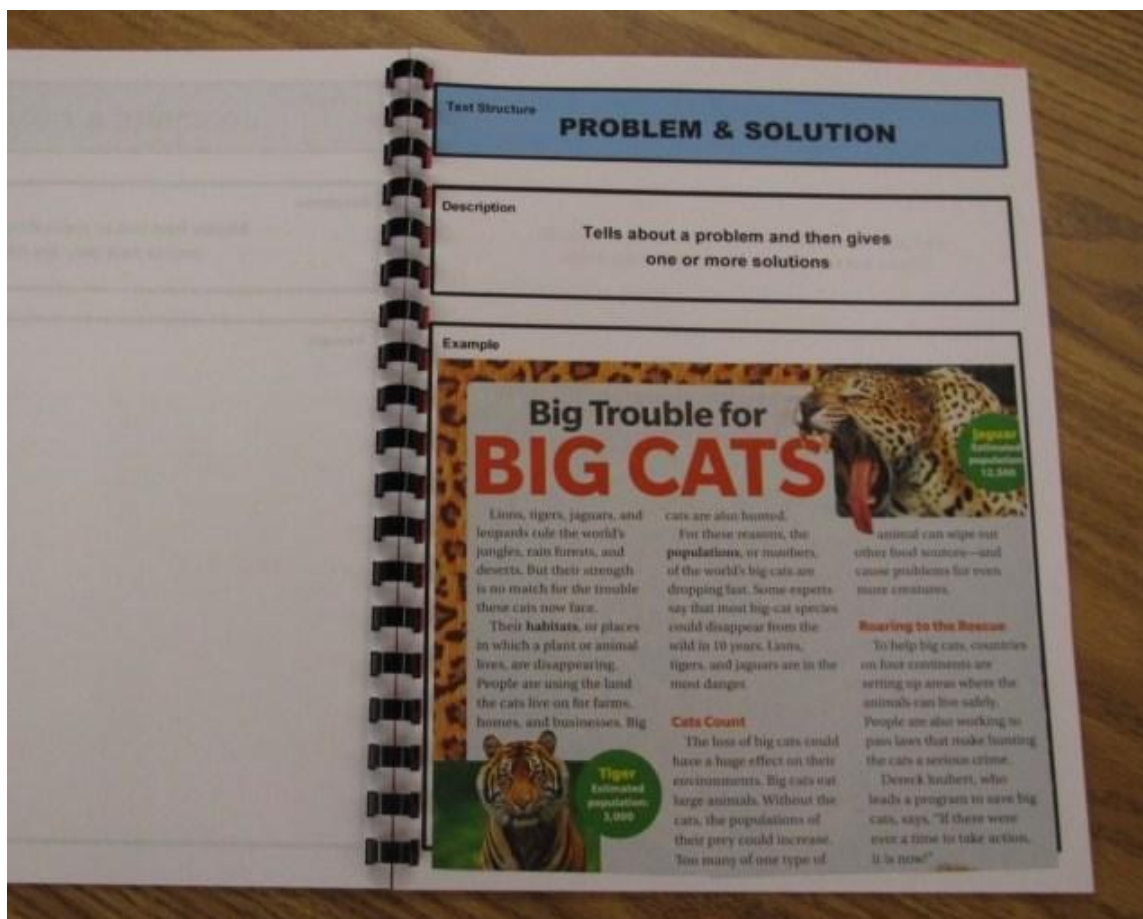 Text Structure
PROBLEM & SOLUTION
Description
Tells about a problem and then gives
one or more solutions
Example
Big Trouble for
BIG CATS
Jaguar
Estimated
population
12,500
Lions, tigers, jaguars, and
leopards rule the world's
jungles, rain forests, and
deserts. But their strength
is no match for the trouble
these cats now face.
Their habitats, or places
in which a plant or animal
lives, are disappearing.
People are using the land
the cats live on for farms,
homes, and businesses. Big
Tiger
Estimated
population:
3,000
cats are also hunted.
For these reasons, the
populations, or numbers,
of the world's big cats are
dropping fast. Some experts
say that most big-cat species
could disappear from the
wild in 10 years. Lions,
tigers, and jaguars are in the
most danger.
Cats Count
The loss of big cats could
have a huge effect on their
environments. Big cats eat
large animals. Without the
cats, the populations of
their prey could increase.
Too many of one type of
animal can wipe out
other food sources—and
cause problems for even
more creatures.
Roaring to the Rescue
To help big cats, countries
on four continents are
setting up areas where the
animals can live safely.
People are also working to
pass laws that make hunting
the cats a serious crime.
Dereck Joubert, who
leads a program to save big
cats, says, "If there were
ever a time to take action,
it is now!"